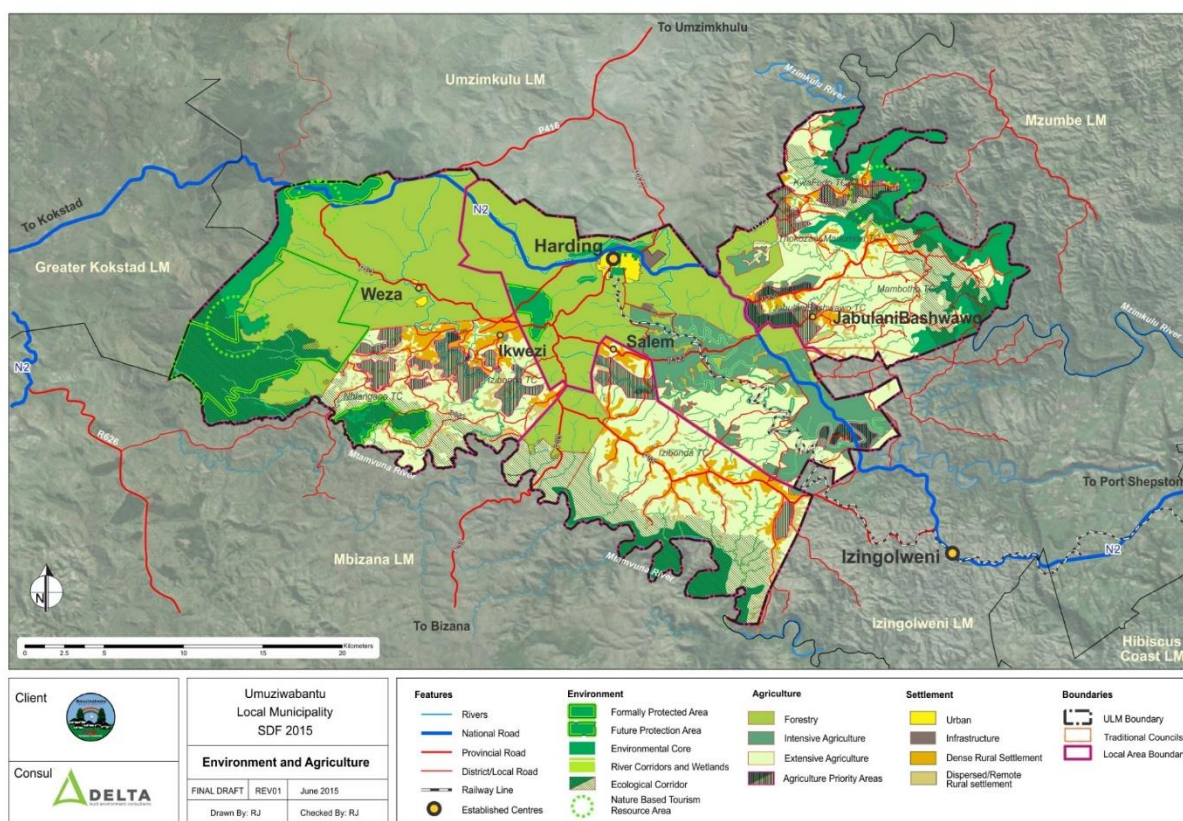 To Umzimkhulu
Umzimkulu LM
Mzimkulu River
Mzumbe LM
P416
KwaFodo TC
To Kokstad
N2
Harding
Greater Kokstad LM
Weza
Mambotho TC
JabulaniBashwawo
Mzimkulu River
N2
Ikwezi
Salem
Izibonda TC
R626
Izibonda TC
Mtamvuna River
To Port Shepston
Mbizana LM
Izingolweni
N2
Mtamvuna River
N
To Bizana
Izingolweni LM
Hibiscus
Coast LM
0 2.5 5 10 15 20 Kilometers
Client
Consul
DELTA
Umuziwabantu
Local Municipality
SDF 2015
Environment and Agriculture
FINAL DRAFT REV01 June 2015
Drawn By: RJ Checked By: RJ
Features
Rivers
National Road
Provincial Road
District/Local Road
Railway Line
Established Centres
Environment
Formally Protected Area
Future Protection Area
Environmental Core
River Corridors and Wetlands
Ecological Corridor
Nature Based Tourism
Resource Area
Agriculture
Forestry
Intensive Agriculture
Extensive Agriculture
Agriculture Priority Areas
Settlement
Urban
Infrastructure
Dense Rural Settlement
Dispersed/Remote
Rural settlement
Boundaries
ULM Boundary
Traditional Councils
Local Area Boundar